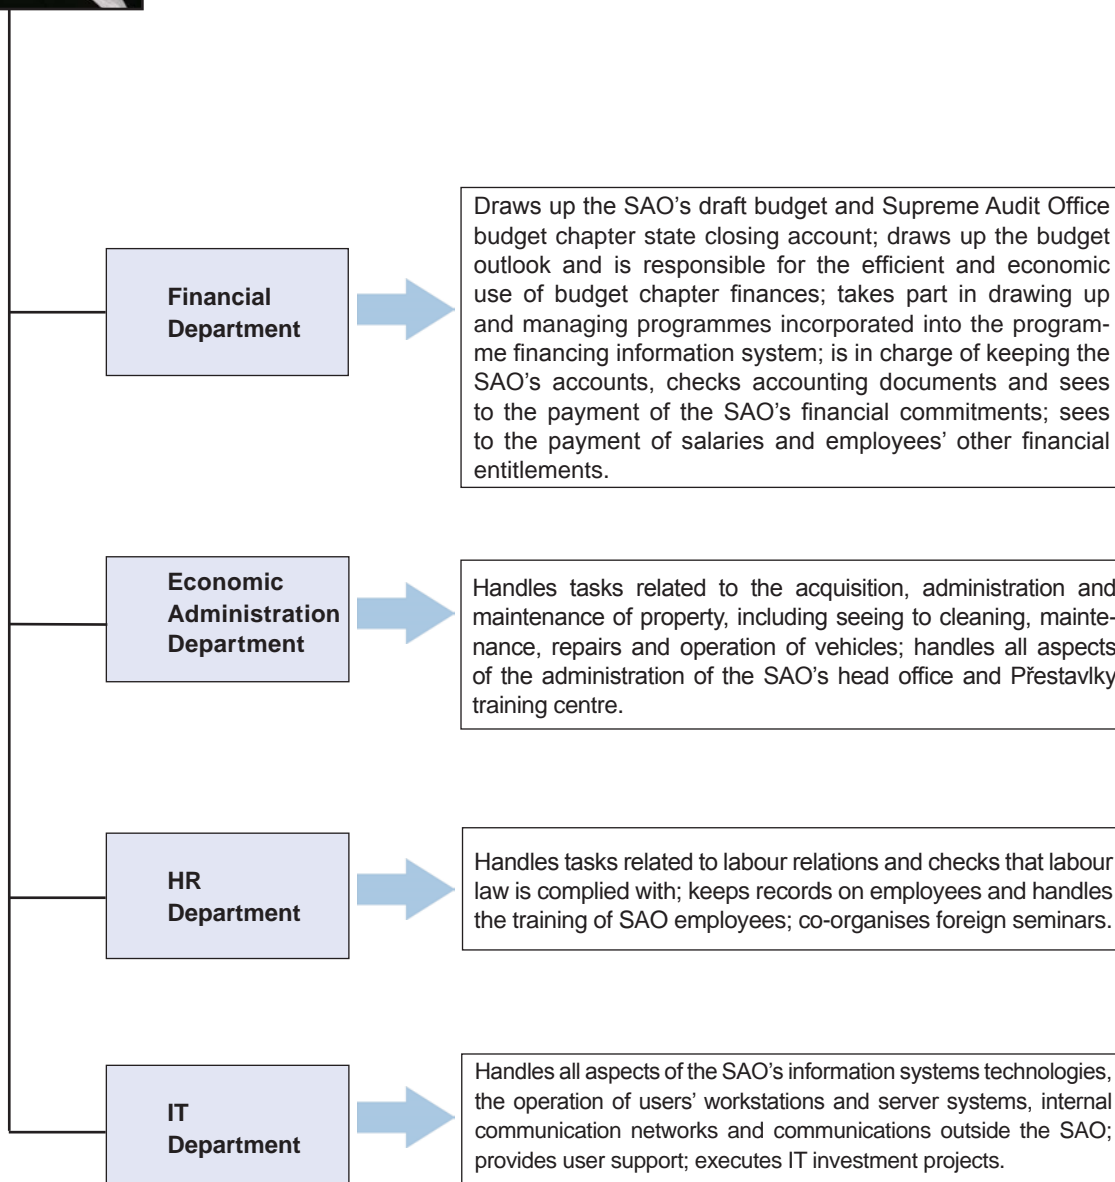 Financial
Department
Draws up the SAO’s draft budget and Supreme Audit Office
budget chapter state closing account; draws up the budget
outlook and is responsible for the efficient and economic
use of budget chapter finances; takes part in drawing up
and managing programmes incorporated into the program-
me financing information system; is in charge of keeping the
SAO’s accounts, checks accounting documents and sees
to the payment of the SAO’s financial commitments; sees
to the payment of salaries and employees’ other financial
entitlements.
Economic
Administration
Department
Handles tasks related to the acquisition, administration and
maintenance of property, including seeing to cleaning, mainte-
nance, repairs and operation of vehicles; handles all aspects
of the administration of the SAO’s head office and Přestavlky
training centre.
HR
Department
Handles tasks related to labour relations and checks that labour
law is complied with; keeps records on employees and handles
the training of SAO employees; co-organises foreign seminars.
IT
Department
Handles all aspects of the SAO’s information systems technologies,
the operation of users’ workstations and server systems, internal
communication networks and communications outside the SAO;
provides user support; executes IT investment projects.